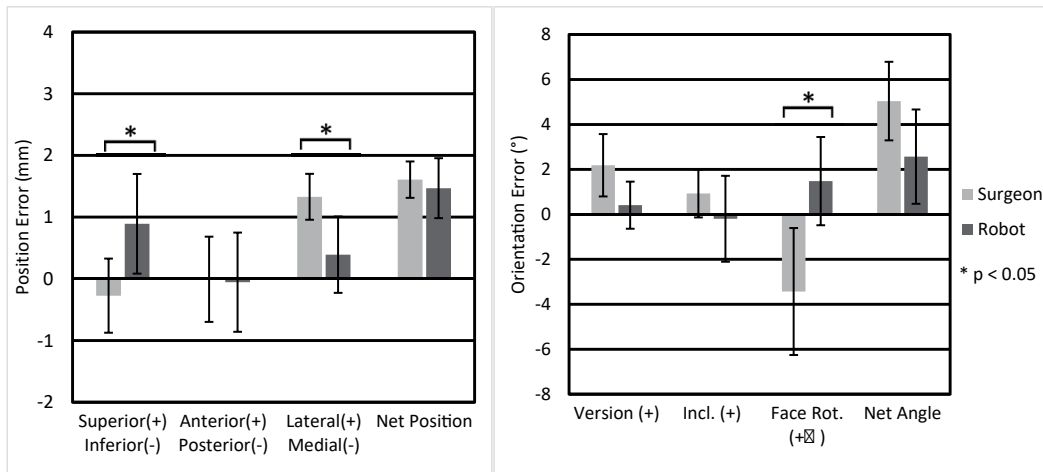 Position Error (mm)
4
3
2
1
0
-1
-2
*
*
Superior(+)
Inferior(-)
Anterior(+)
Posterior(-)
Lateral(+)
Medial(-)
Net Position
Orientation Error (°)
8
6
4
2
0
-2
-4
-6
-8
*
Version (+)
Incl. (+)
Face Rot.
(+ )
Net Angle
Surgeon
Robot
* p < 0.05